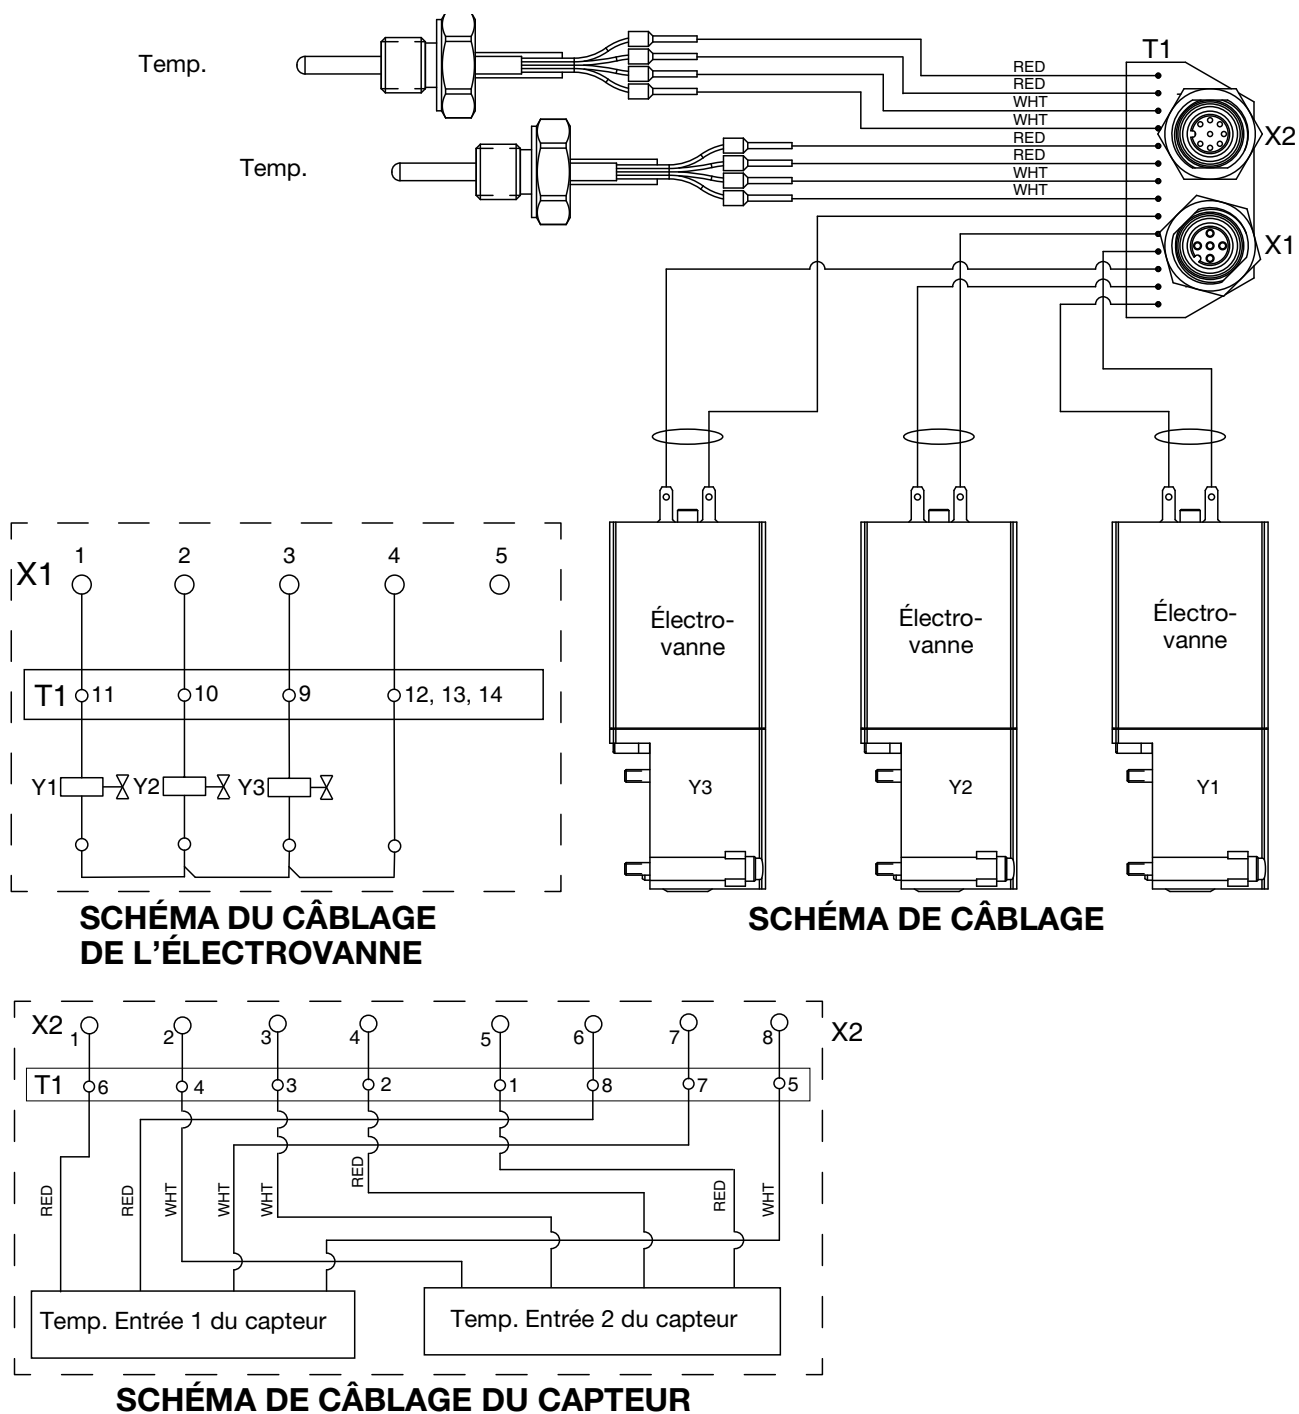 Temp.
Temp.
T1
RED
RED
WHT
WHT
RED
RED
WHT
WHT
X2
X1
X1
1
2
3
4
5
T1
11
10
9
12, 13, 14
Y1
Y2
Y3
SCHÉMA DU CÂBLAGE
DE L’ÉLECTROVANNE
Électro-
vanne
Y3
Électro-
vanne
Y2
Électro-
vanne
Y1
SCHÉMA DE CÂBLAGE
X2
1
2
3
4
5
6
7
8
X2
T1
6
4
3
2
1
8
7
5
RED
RED
WHT
WHT
WHT
RED
RED
WHT
Temp. Entrée 1 du capteur
Temp. Entrée 2 du capteur
SCHÉMA DE CÂBLAGE DU CAPTEUR